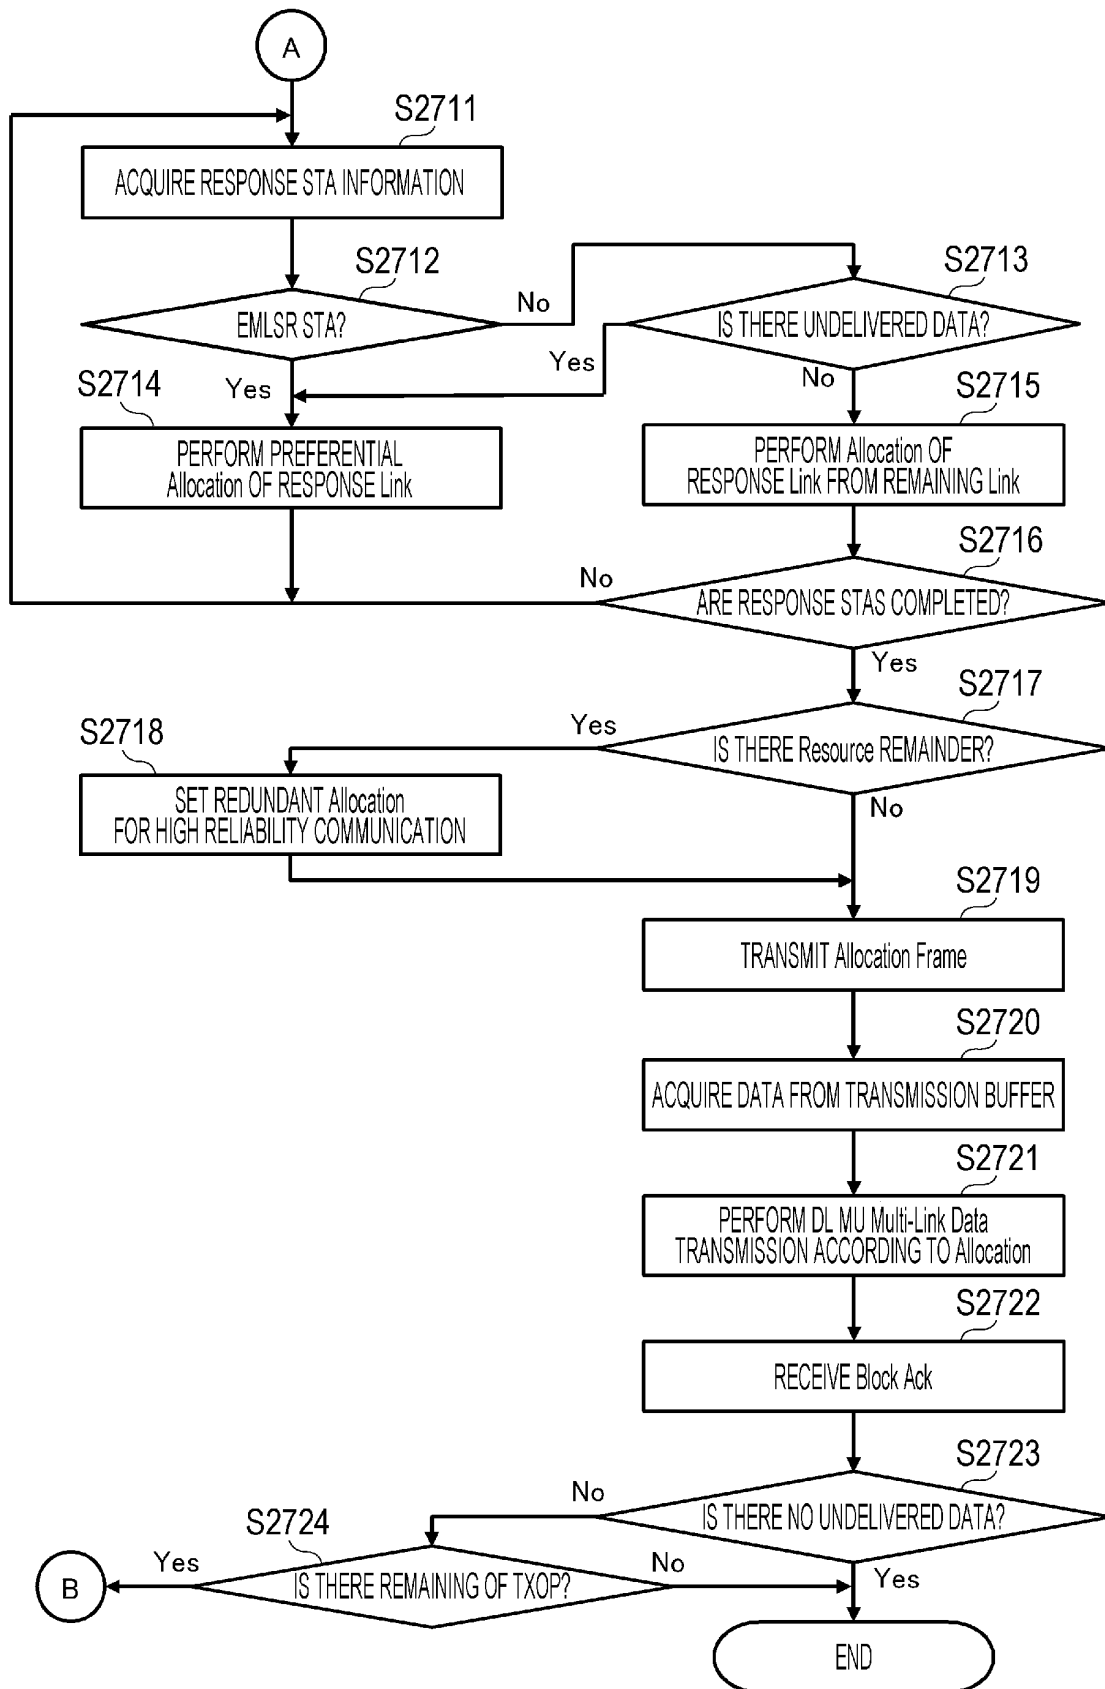 A
S2711
ACQUIRE RESPONSE STA INFORMATION
S2712
EMLSR STA?
No
Yes
S2713
IS THERE UNDELIVERED DATA?
Yes
No
S2714
PERFORM PREFERENTIAL
Allocation OF RESPONSE Link
S2715
PERFORM Allocation OF
RESPONSE Link FROM REMAINING Link
S2716
No
ARE RESPONSE STAS COMPLETED?
Yes
S2717
Yes
IS THERE Resource REMAINDER?
No
S2718
SET REDUNDANT Allocation
FOR HIGH RELIABILITY COMMUNICATION
S2719
TRANSMIT Allocation Frame
S2720
ACQUIRE DATA FROM TRANSMISSION BUFFER
S2721
PERFORM DL MU Multi-Link Data
TRANSMISSION ACCORDING TO Allocation
S2722
RECEIVE Block Ack
S2723
No
IS THERE NO UNDELIVERED DATA?
Yes
S2724
Yes
IS THERE REMAINING OF TXOP?
No
B
END